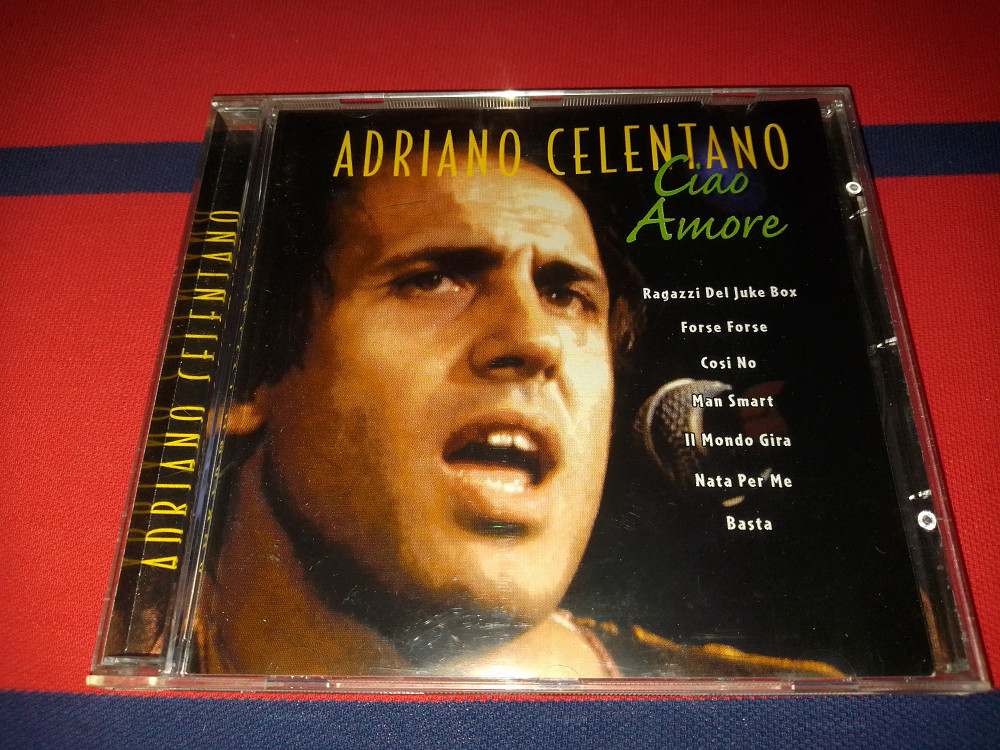 ADRIANO CELENTANO
Ciao
Amore
Ragazzi Del Juke Box
Forse Forse
Cosi No
Man Smart
Il Mondo Gira
Nata Per Me
Basta
ADRIANO CELENTANO